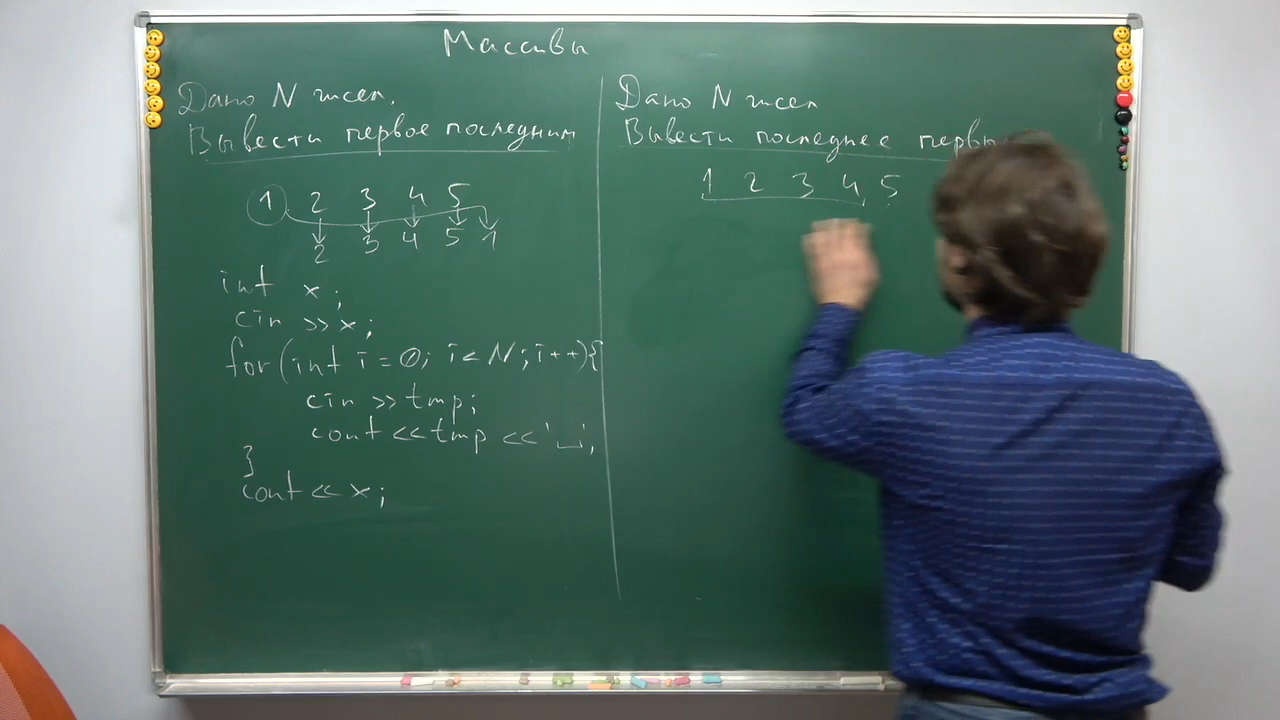 Массивы
Дано N чисел.
Вывести первое последним
1 2 3 4 5
2 3 4 5 1
int x;
cin >> x;
for(int i=0; i<N; i++){
cin >> tmp;
cout << tmp << '␣';
}
cout << x;
Дано N чисел
Вывести последнее
1 2 3 4 5